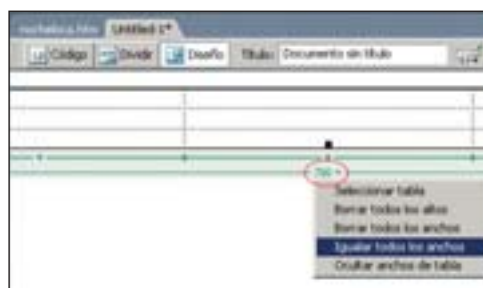 Untitled-1*
Código Dividir Diseño Título: Documento sin título
Seleccionar tabla
Borrar todos los altos
Borrar todos los anchos
Igualar todos los anchos
Ocultar anchos de tabla